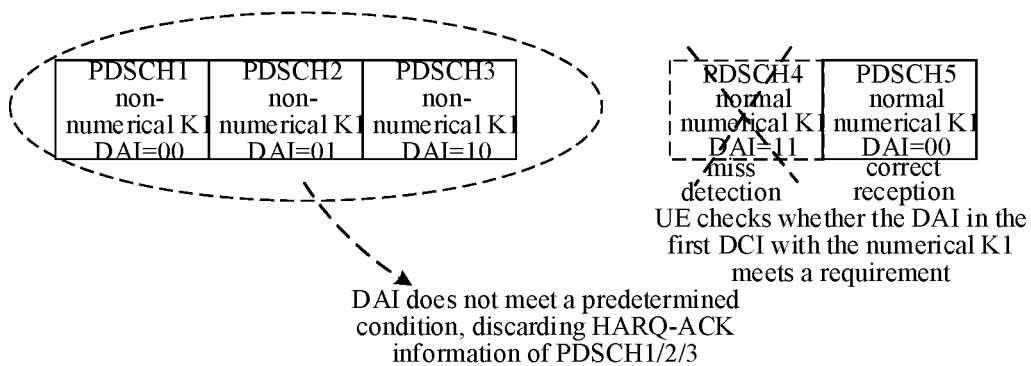 PDSCH1
non-
numerical K1
DAI=00
PDSCH2
non-
numerical K1
DAI=01
PDSCH3
non-
numerical K1
DAI=10
PDSCH4
normal
numerical K1
DAI=11
miss
detection
PDSCH5
normal
numerical K1
DAI=00
correct
reception
UE checks whether the DAI in the
first DCI with the numerical K1
meets a requirement
DAI does not meet a predetermined
condition, discarding HARQ-ACK
information of PDSCH1/2/3